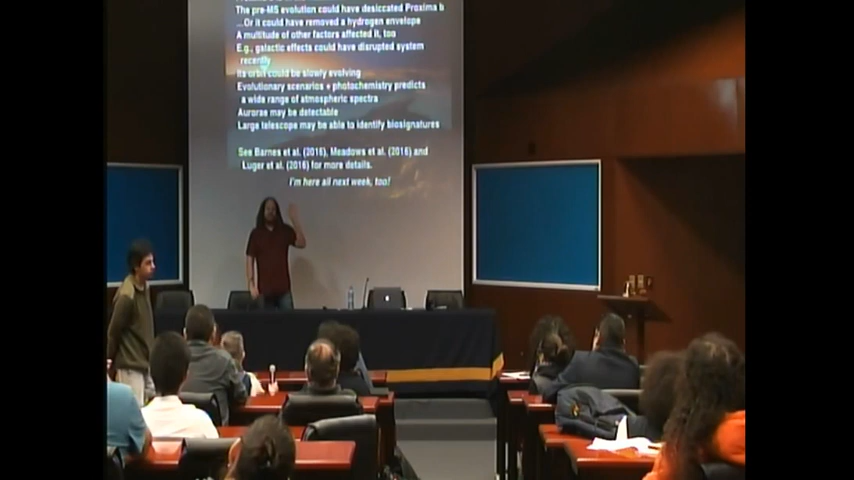 The pre-MS evolution could have desiccated Proxima b
...Or it could have removed a hydrogen envelope
A multitude of other factors affected it, too
E.g., galactic effects could have disrupted system
recently
Its orbit could be slowly evolving
Evolutionary scenarios + photochemistry predicts
a wide range of atmospheric spectra
Aurorae may be detectable
Large telescope may be able to identify biosignatures
See Barnes et al. (2016), Meadows et al. (2016) and
Luger et al. (2016) for more details.
I'm here all next week, too!